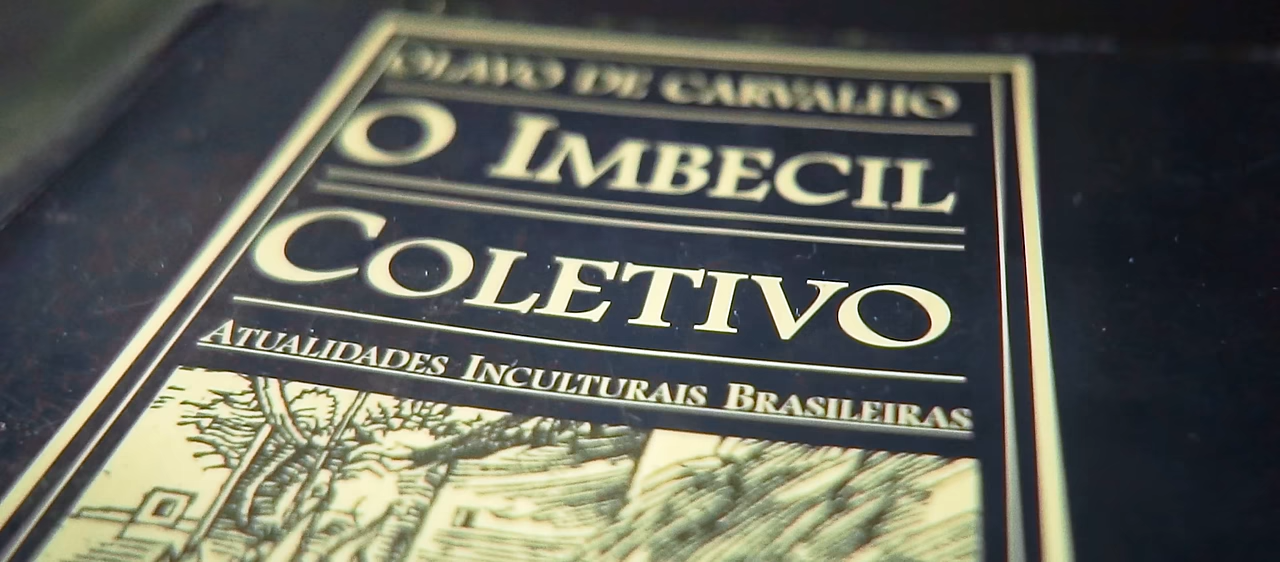 OLAVO DE CARVALHO
O IMBECIL
COLETIVO
ATUALIDADES INCULTURAIS BRASILEIRAS